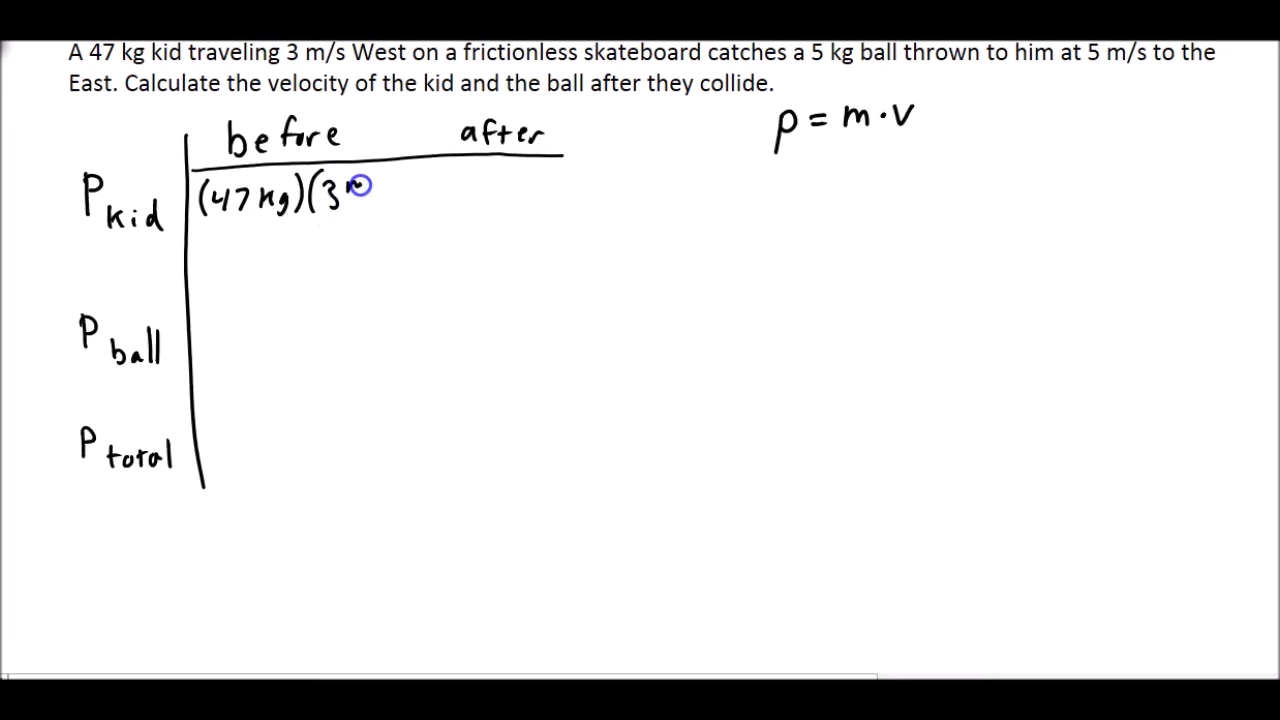 A 47 kg kid traveling 3 m/s West on a frictionless skateboard catches a 5 kg ball thrown to him at 5 m/s to the
East. Calculate the velocity of the kid and the ball after they collide.
p = m · v
before after
P kid (47 kg)(3 m
P ball
P total